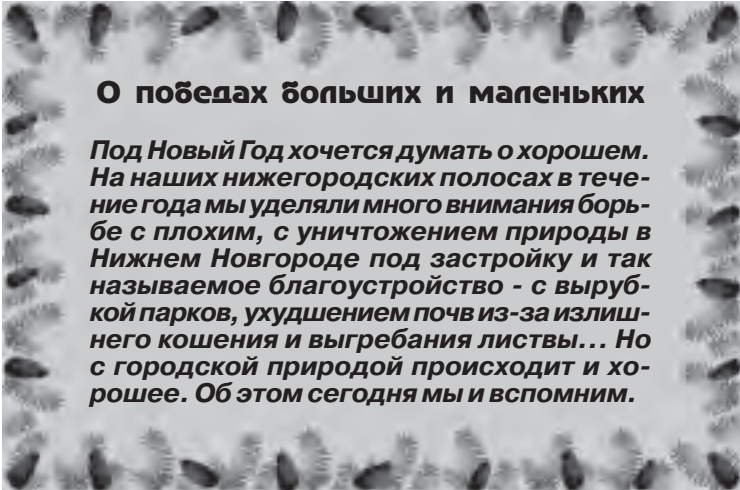 О победах больших и маленьких
Под Новый Год хочется думать о хорошем.
На наших нижегородских полосах в тече-
ние года мы уделяли много внимания борь-
бе с плохим, с уничтожением природы в
Нижнем Новгороде под застройку и так
называемое благоустройство - с выруб-
кой парков, ухудшением почв из-за излиш-
него кошения и выгребания листвы... Но
с городской природой происходит и хо-
рошее. Об этом сегодня мы и вспомним.